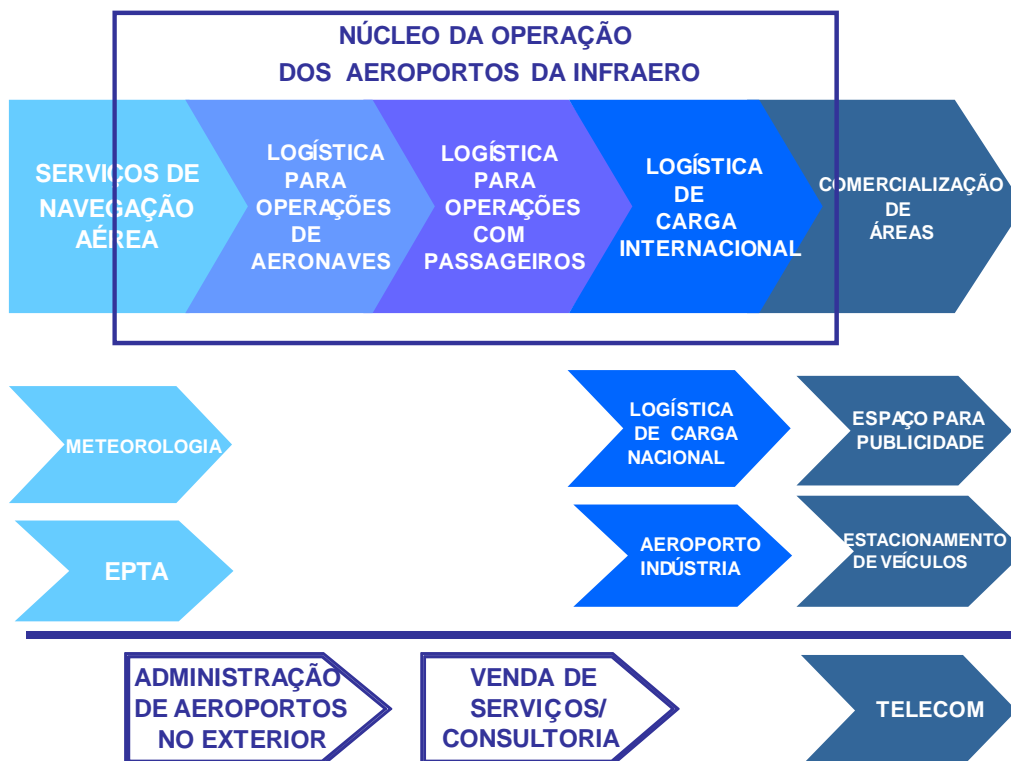 NÚCLEO DA OPERAÇÃO
DOS AEROPORTOS DA INFRAERO
SERVIÇOS DE
NAVEGAÇÃO
AÉREA
LOGÍSTICA
PARA
OPERAÇÕES
DE
AERONAVES
LOGÍSTICA
PARA
OPERAÇÕES
COM
PASSAGEIROS
LOGÍSTICA
DE
CARGA
INTERNACIONAL
COMERCIALIZAÇÃO
DE
ÁREAS
METEOROLOGIA
LOGÍSTICA
DE CARGA
NACIONAL
ESPAÇO PARA
PUBLICIDADE
EPTA
AEROPORTO
INDÚSTRIA
ESTACIONAMENTO
DE VEÍCULOS
ADMINISTRAÇÃO
DE AEROPORTOS
NO EXTERIOR
VENDA DE
SERVIÇOS/
CONSULTORIA
TELECOM